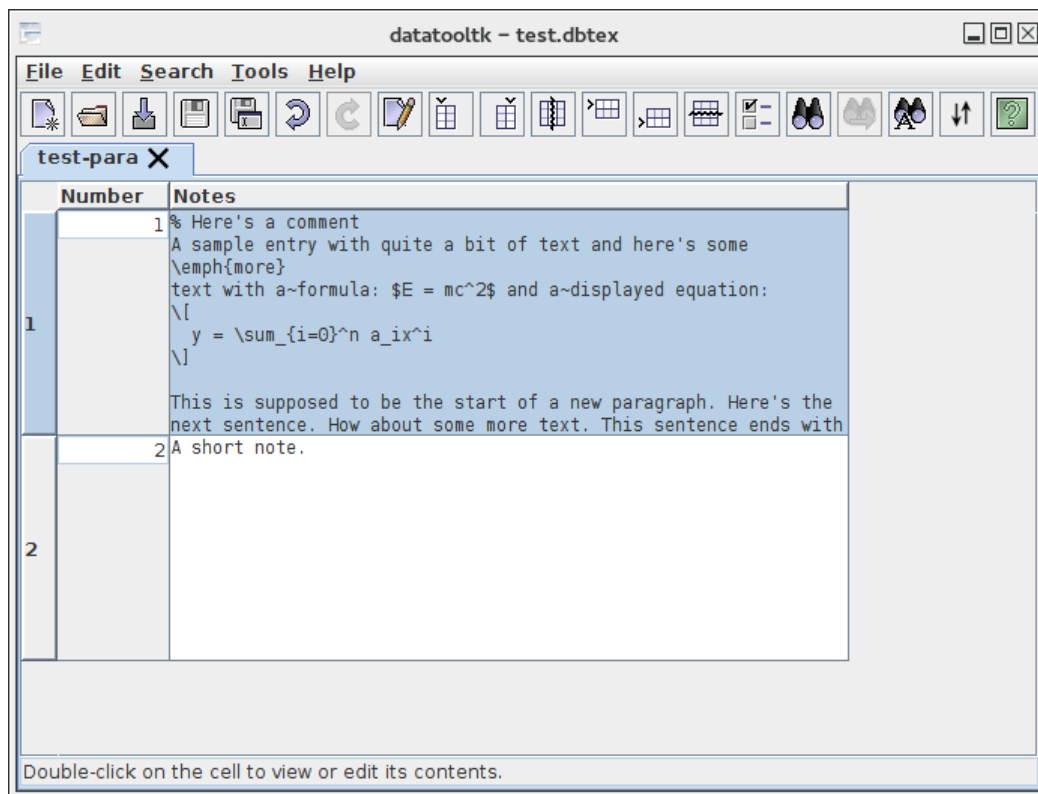 datatooltk – test.dbtex
File Edit Search Tools Help
test-para
Number Notes
1 1 % Here's a comment
A sample entry with quite a bit of text and here's some
\emph{more}
text with a~formula: $E = mc^2$ and a~displayed equation:
\[
  y = \sum_{i=0}^n a_ix^i
\]
This is supposed to be the start of a new paragraph. Here's the
next sentence. How about some more text. This sentence ends with
2 2 A short note.
Double-click on the cell to view or edit its contents.